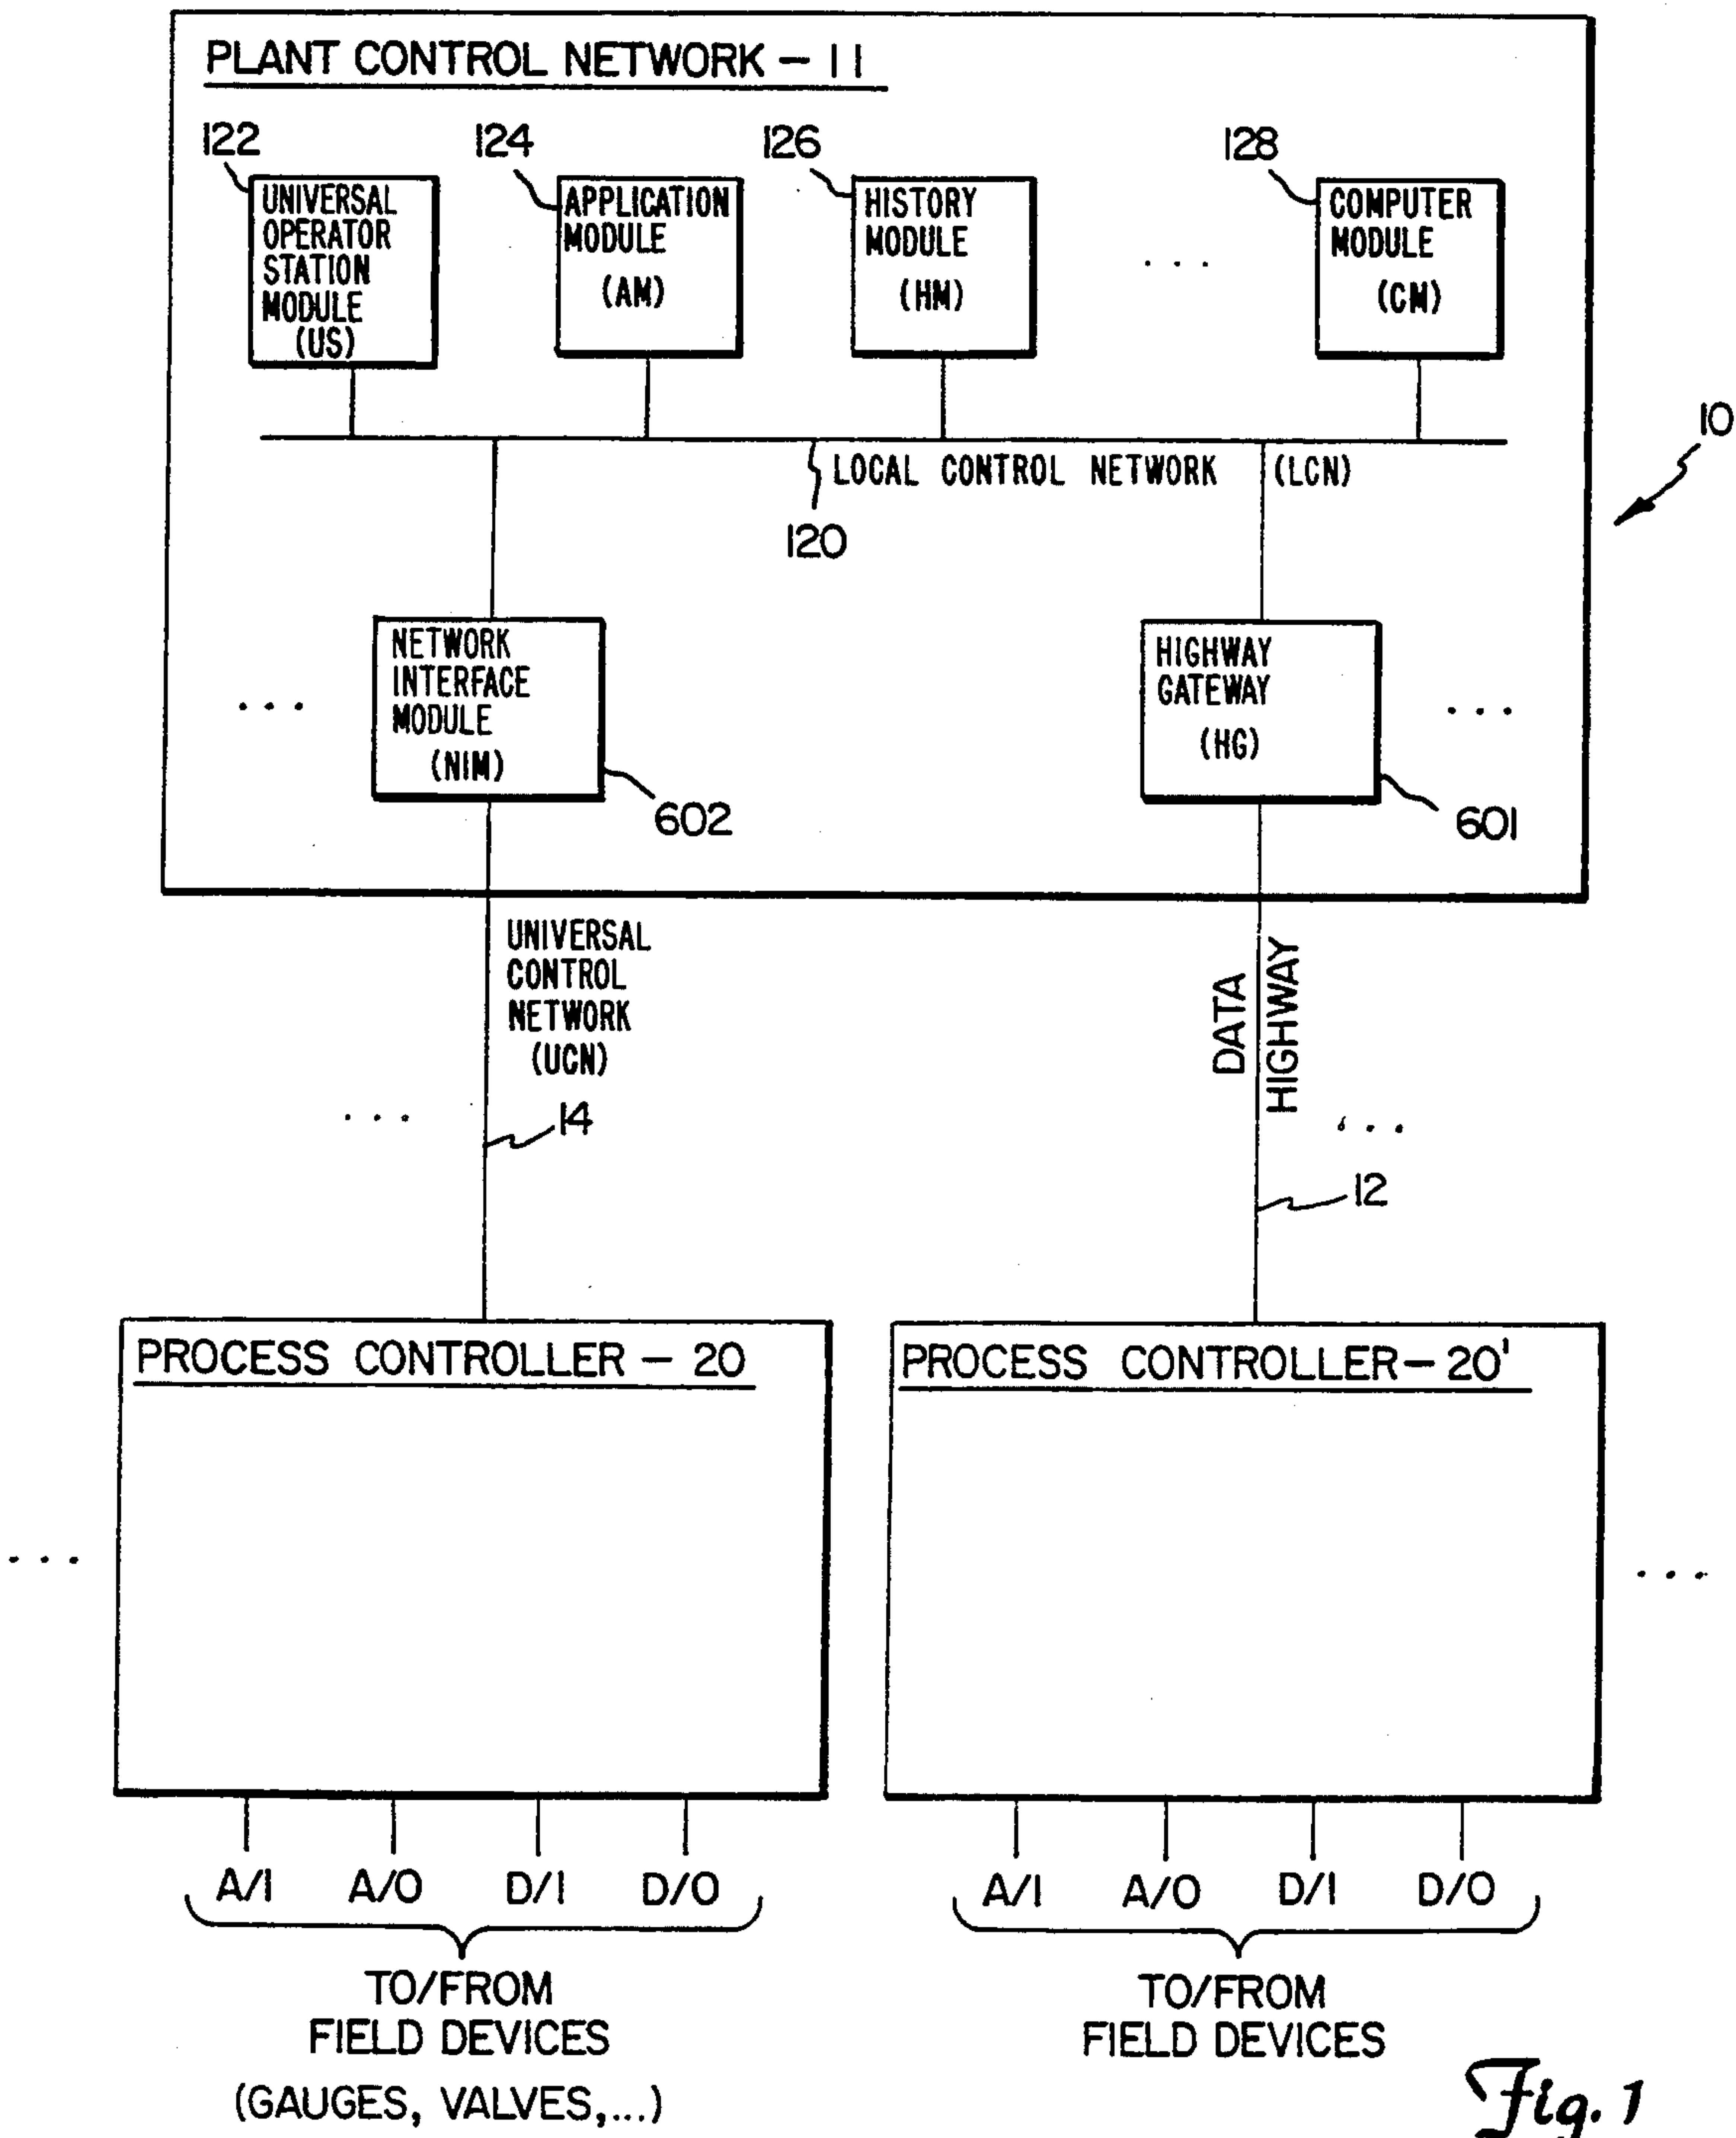 PLANT CONTROL NETWORK - 11
122
124
126
128
UNIVERSAL
OPERATOR
STATION
MODULE
(US)
APPLICATION
MODULE
(AM)
HISTORY
MODULE
(HM)
...
COMPUTER
MODULE
(CM)
10
LOCAL CONTROL NETWORK (LCN)
120
NETWORK
INTERFACE
MODULE
(NIM)
...
602
HIGHWAY
GATEWAY
(HG)
...
601
UNIVERSAL
CONTROL
NETWORK
(UCN)
... 14
DATA
HIGHWAY
...
12
PROCESS CONTROLLER - 20
PROCESS CONTROLLER - 20'
...
...
A/I A/O D/I D/O
A/I A/O D/I D/O
TO/FROM
FIELD DEVICES
(GAUGES, VALVES,...)
TO/FROM
FIELD DEVICES
Fig. 1